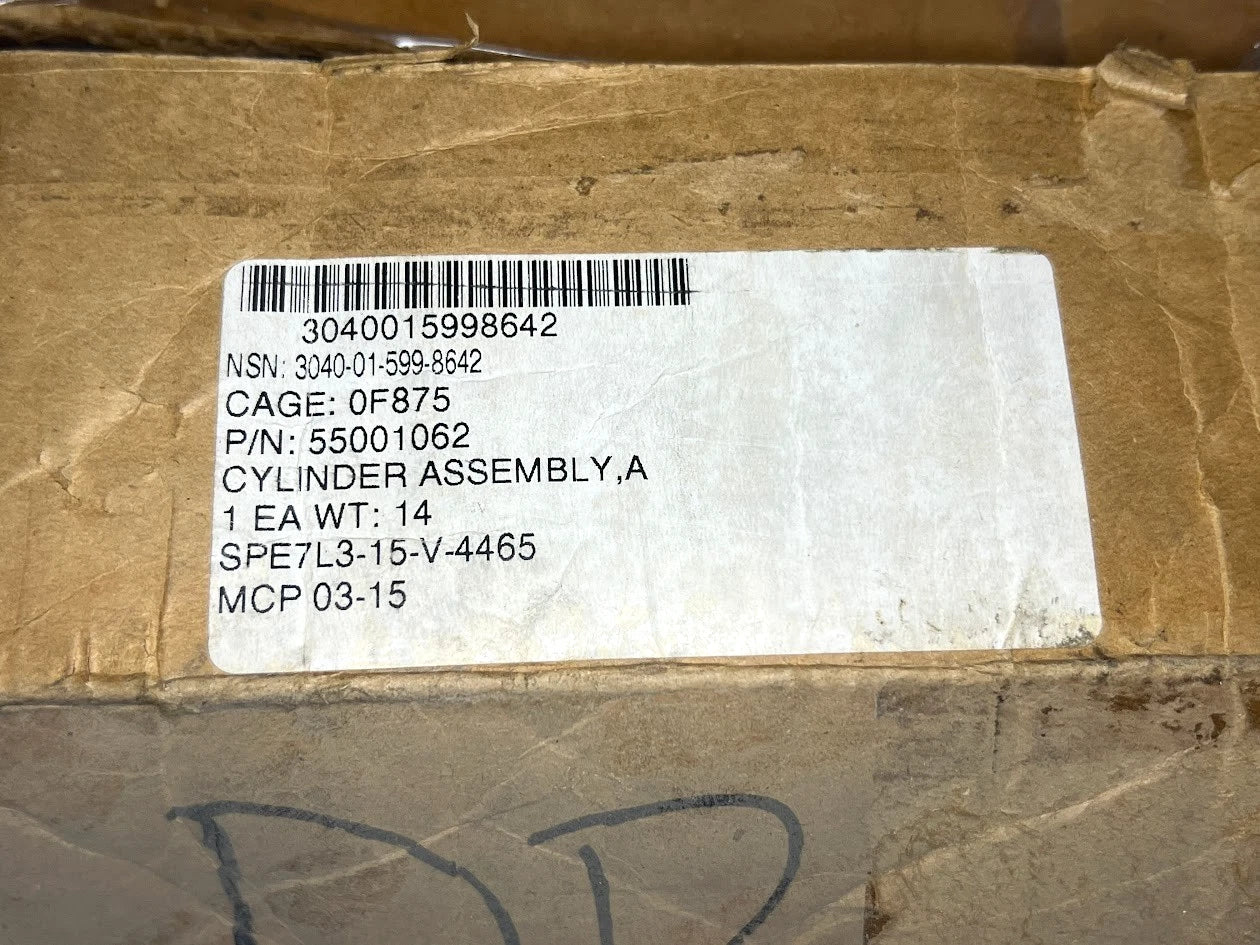 3040015998642
NSN: 3040-01-599-8642
CAGE: 0F875
P/N: 55001062
CYLINDER ASSEMBLY,A
1 EA WT: 14
SPE7L3-15-V-4465
MCP 03-15